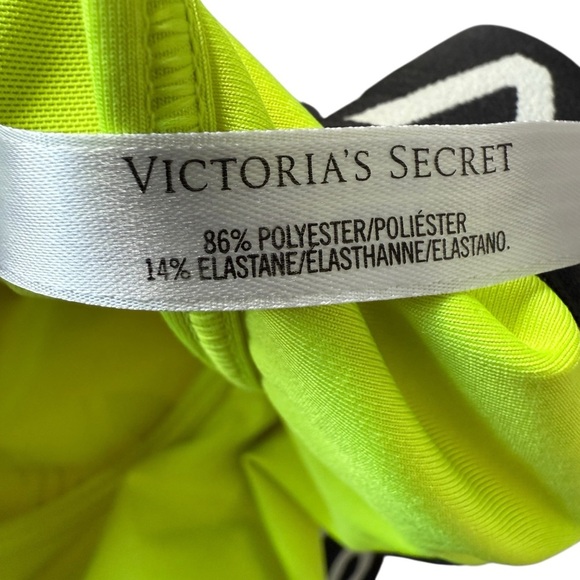 VICTORIA'S SECRET
86% POLYESTER/POLIÉSTER
14% ELASTANE/ÉLASTHANNE/ELASTANO.